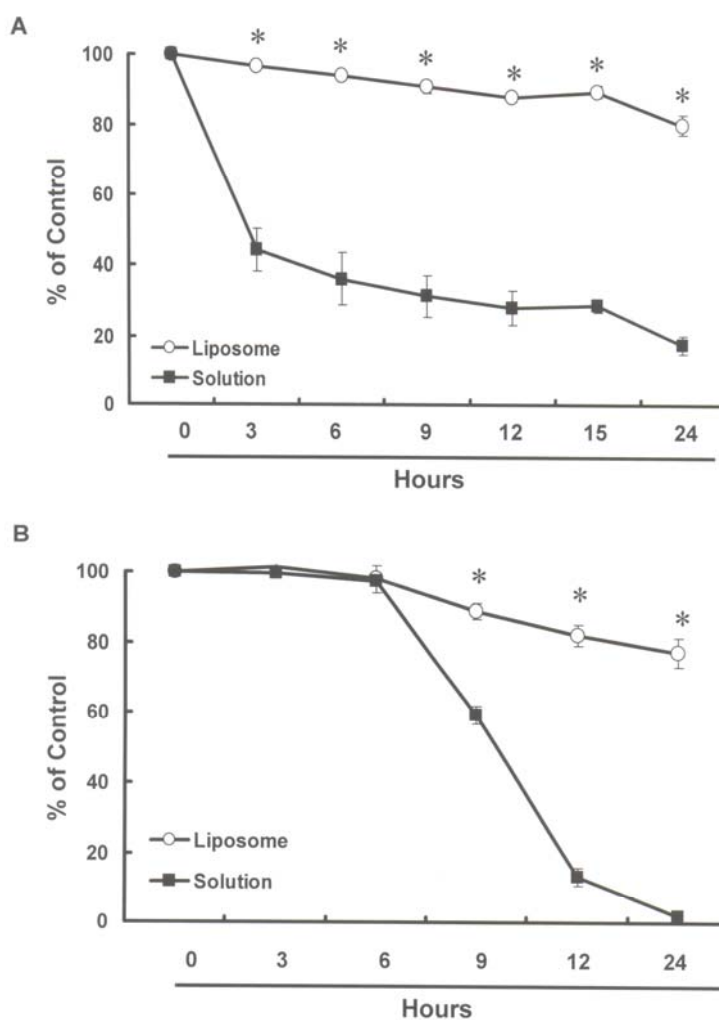 A
* * * * * *
100
80
60
40
20
0
% of Control
Liposome
Solution
0 3 6 9 12 15 24
Hours
B
* * *
100
80
60
40
20
0
% of Control
Liposome
Solution
0 3 6 9 12 24
Hours